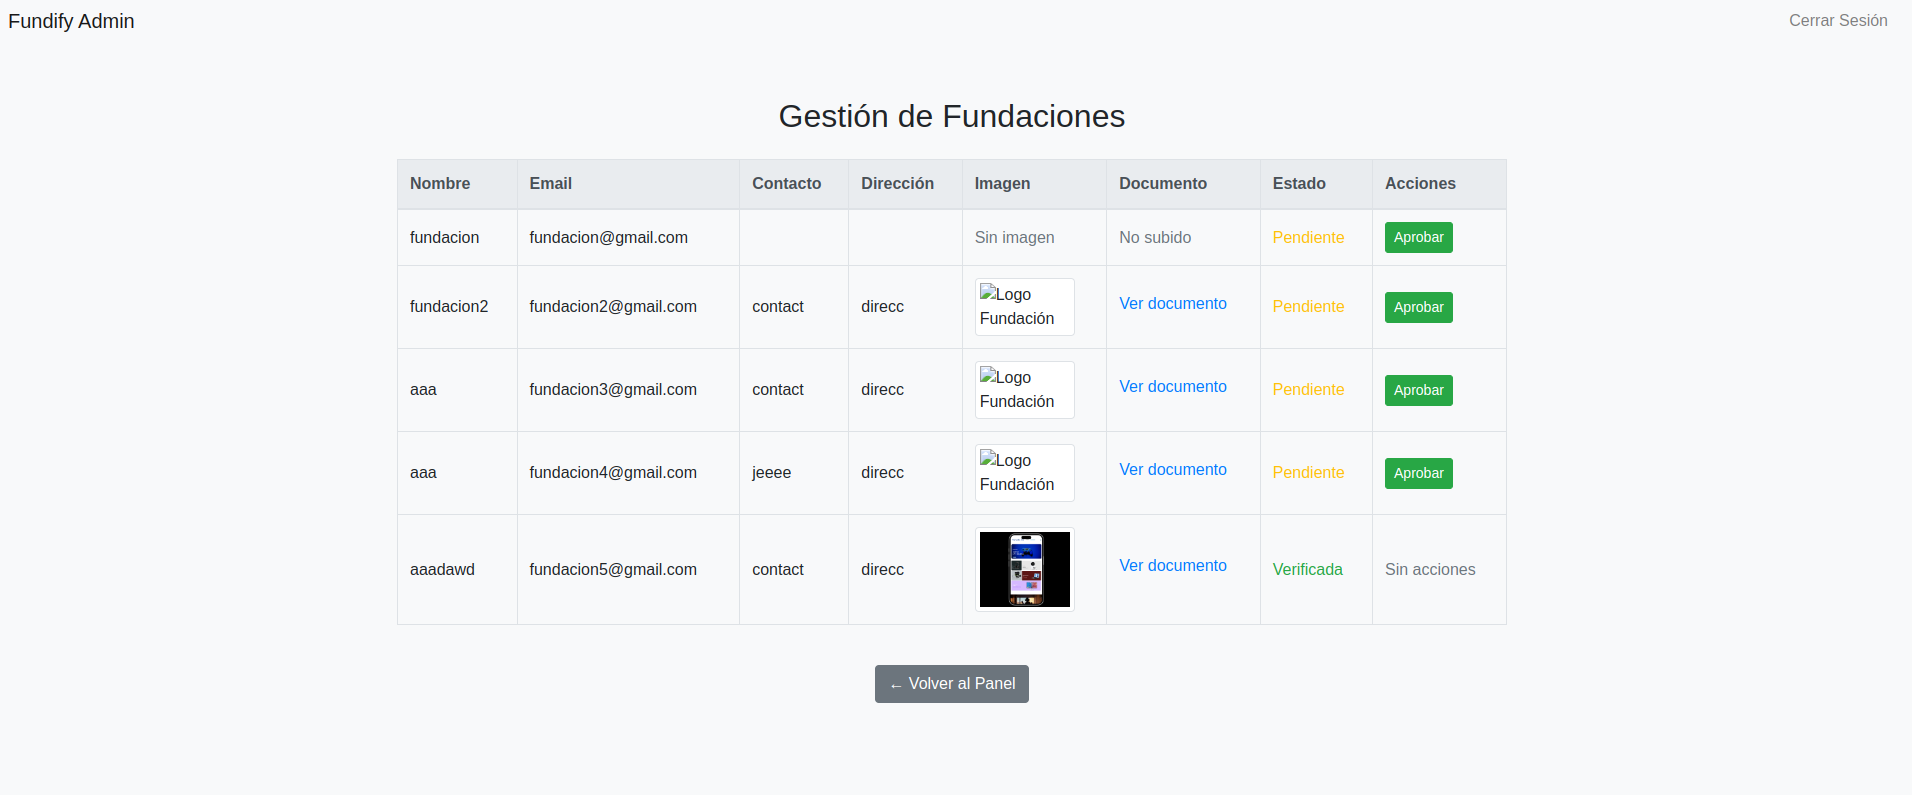 Fundify Admin
Cerrar Sesión
Gestión de Fundaciones
Nombre Email Contacto Dirección Imagen Documento Estado Acciones
fundacion fundacion@gmail.com Sin imagen No subido Pendiente Aprobar
fundacion2 fundacion2@gmail.com contact direcc Logo Fundación Ver documento Pendiente Aprobar
aaa fundacion3@gmail.com contact direcc Logo Fundación Ver documento Pendiente Aprobar
aaa fundacion4@gmail.com jeeee direcc Logo Fundación Ver documento Pendiente Aprobar
aaadawd fundacion5@gmail.com contact direcc Ver documento Verificada Sin acciones
← Volver al Panel